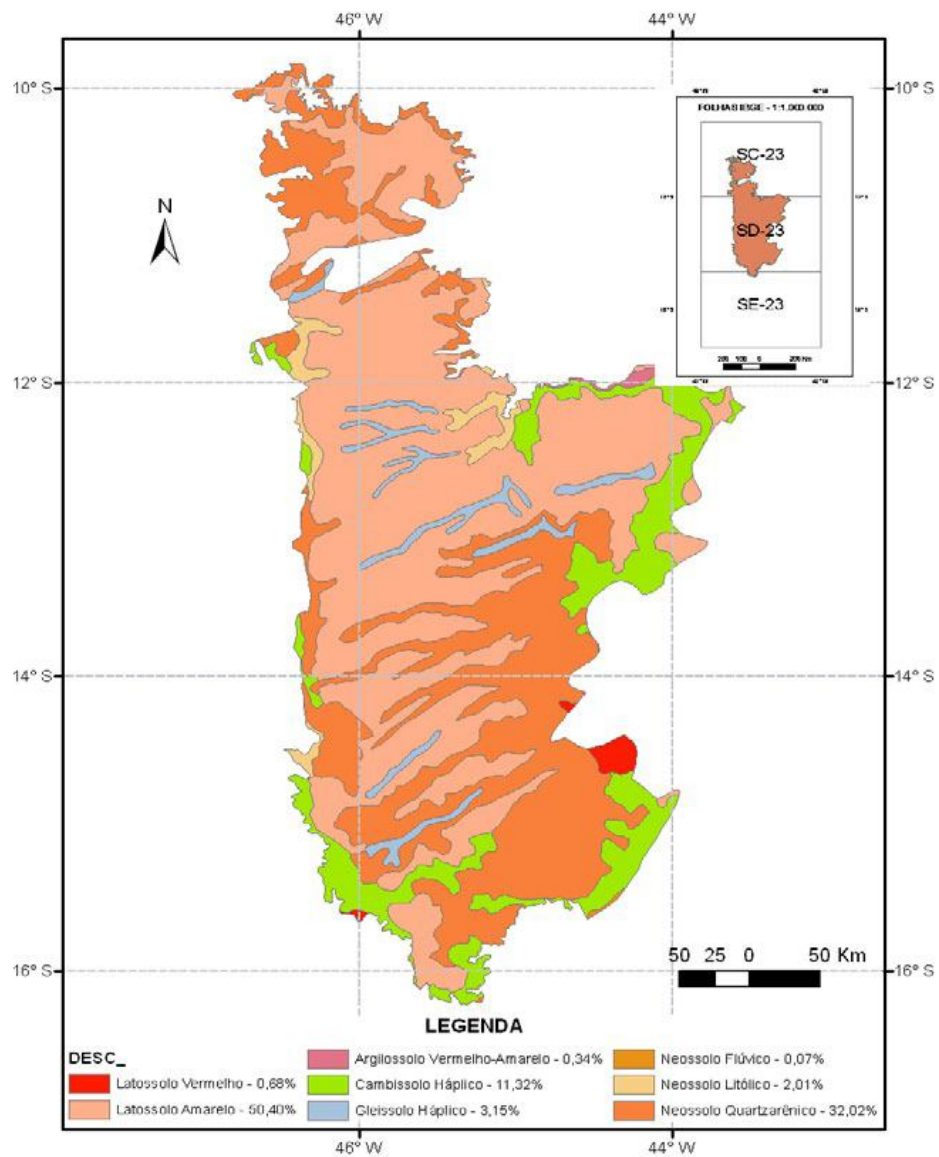 46° W 44° W
10° S 10° S
FOLHAS IBGE - 1:1.000.000
SC-23
SD-23
SE-23
N
12° S 12° S
14° S 14° S
16° S 16° S
50 25 0 50 Km
LEGENDA
DESC_
Latossolo Vermelho - 0,68%
Latossolo Amarelo - 50,40%
Argilossolo Vermelho-Amarelo - 0,34%
Cambissolo Háplico - 11,32%
Gleissolo Háplico - 3,15%
Neossolo Flúvico - 0,07%
Neossolo Litólico - 2,01%
Neossolo Quartzarênico - 32,02%
46° W 44° W